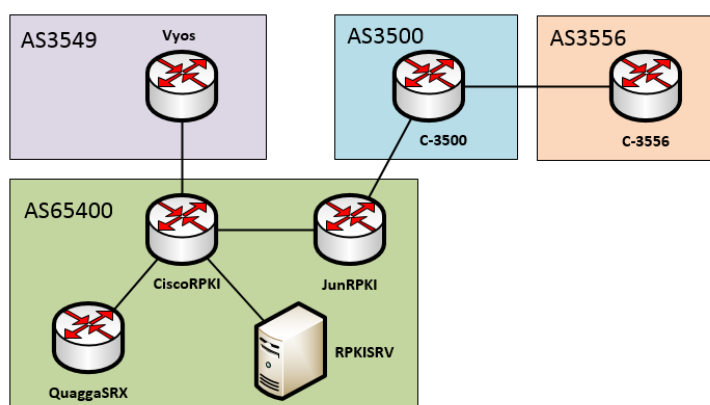 AS3549
Vyos
AS3500
C-3500
AS3556
C-3556
AS65400
CiscoRPKI
JunRPKI
QuaggaSRX
RPKISRV